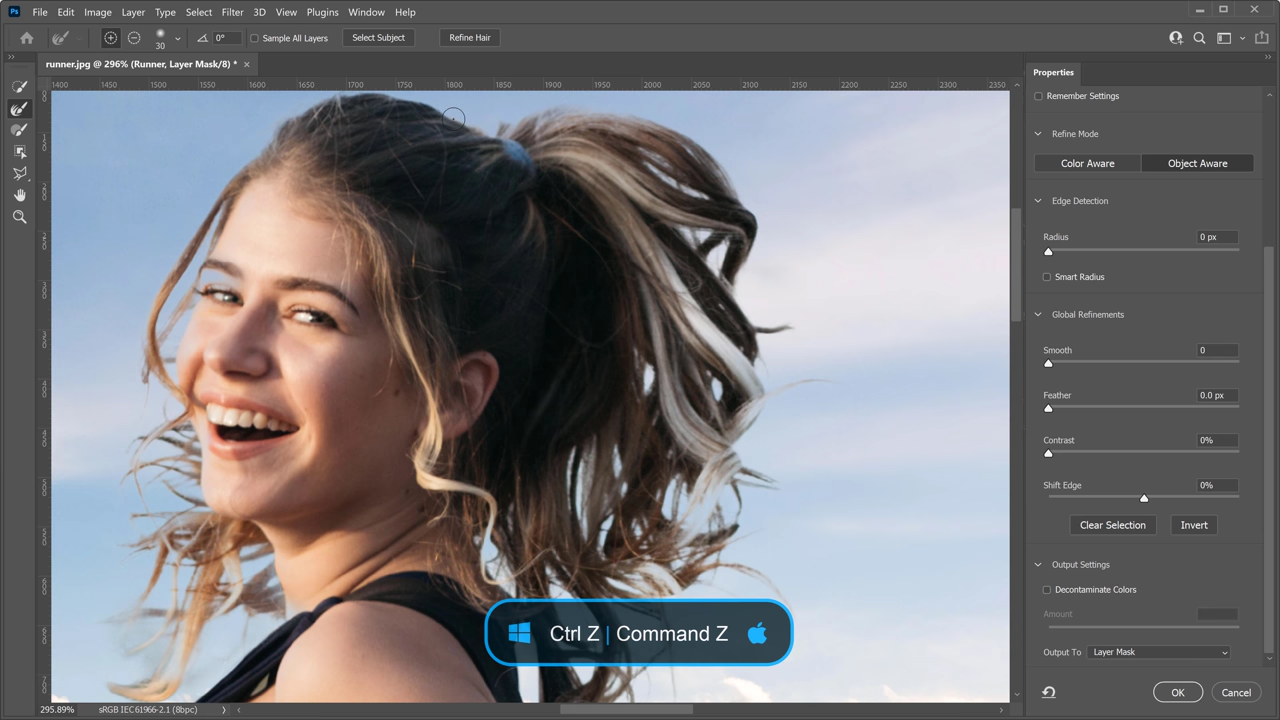 Ps File Edit Image Layer Type Select Filter 3D View Plugins Window Help
30 0° Sample All Layers Select Subject Refine Hair
runner.jpg @ 296% (Runner, Layer Mask/8) * ×
1400 1450 1500 1550 1600 1650 1700 1750 1800 1850 1900 1950 2000 2050 2100 2150 2200 2250 2300 2350
Properties
Remember Settings
Refine Mode
Color Aware Object Aware
Edge Detection
Radius 0 px
Smart Radius
Global Refinements
Smooth 0
Feather 0.0 px
Contrast 0%
Shift Edge 0%
Clear Selection Invert
Output Settings
Decontaminate Colors
Amount
Output To Layer Mask
OK Cancel
Ctrl Z | Command Z
295.89% sRGB IEC61966-2.1 (8bpc)